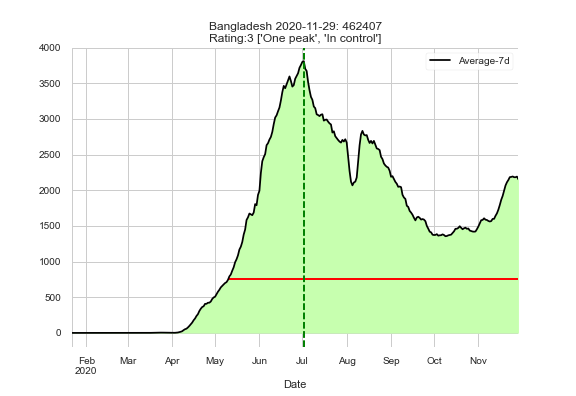 Bangladesh 2020-11-29: 462407
Rating:3 ['One peak', 'In control']
Average-7d
4000
3500
3000
2500
2000
1500
1000
500
0
Feb Mar Apr May Jun Jul Aug Sep Oct Nov
2020
Date